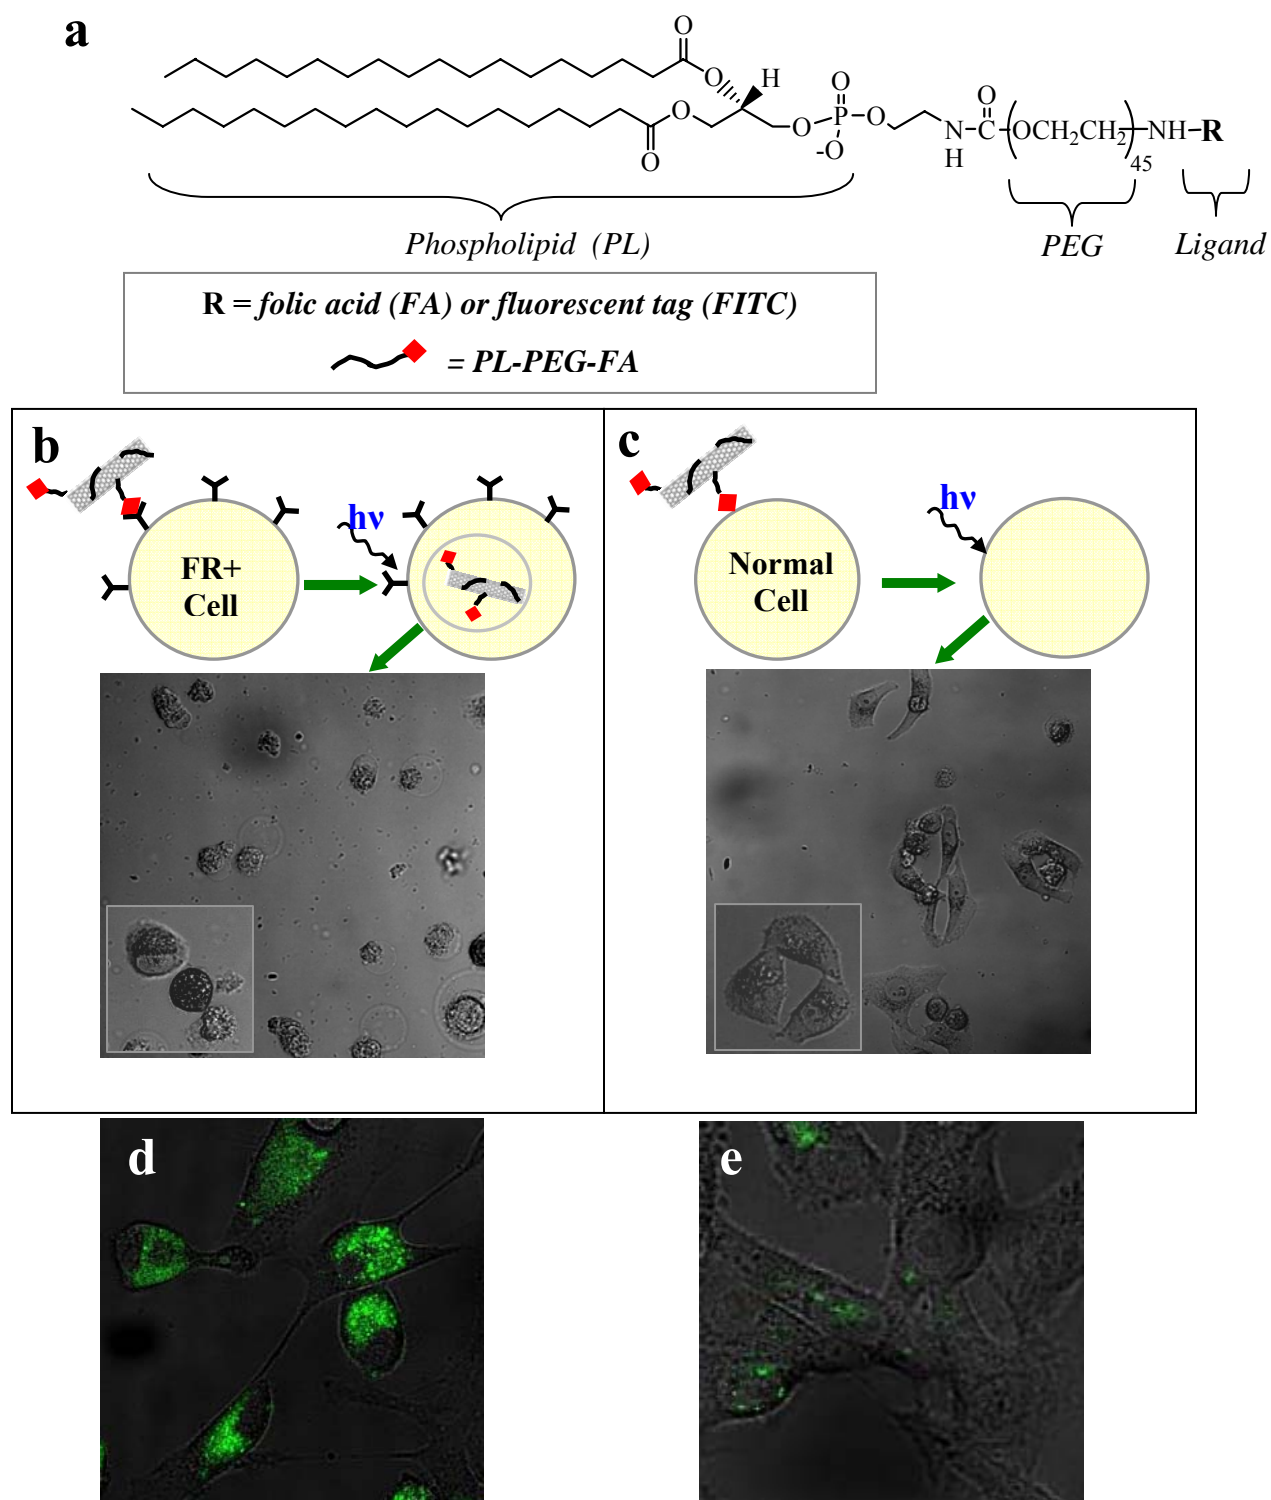 a
O
O
H
O
O
O
O
O
P
O
-O
N
H
O
C
(OCH2CH2)45
NH-R
Phospholipid (PL)
PEG
Ligand
R = folic acid (FA) or fluorescent tag (FITC)
= PL-PEG-FA
b
FR+
Cell
hν
c
Normal
Cell
hν
d
e